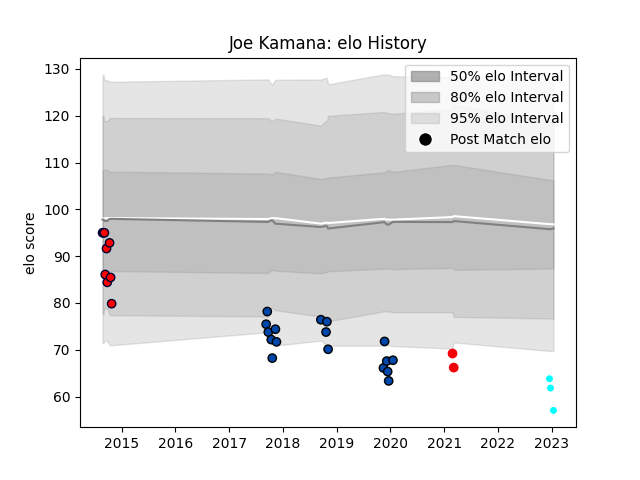 Joe Kamana: elo History
130
120
110
100
90
80
70
60
elo score
50% elo Interval
80% elo Interval
95% elo Interval
Post Match elo
2015
2016
2017
2018
2019
2020
2021
2022
2023